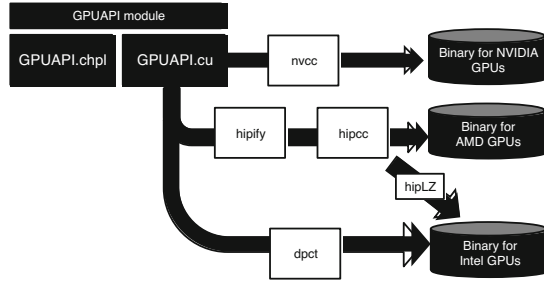 GPUAPI module
GPUAPI.chpl
GPUAPI.cu
nvcc
Binary for NVIDIA
GPUs
hipify
hipcc
Binary for
AMD GPUs
hipLZ
dpct
Binary for
Intel GPUs